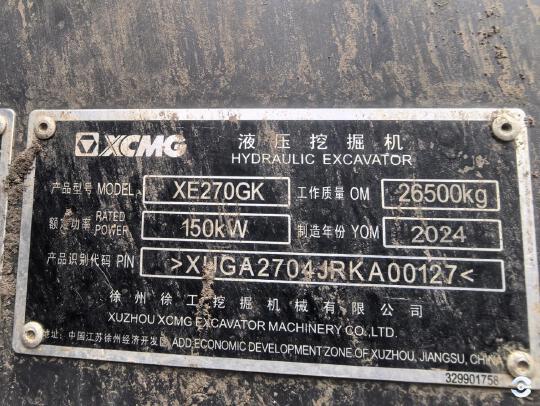 XCMG 液压挖掘机
HYDRAULIC EXCAVATOR
产品型号 MODEL XE270GK 工作质量 OM 26500kg
额定功率 RATED POWER 150kW 制造年份 YOM 2024
产品识别代码 PIN >XUGA2704JRKA00127<
徐州徐工挖掘机械有限公司
XUZHOU XCMG EXCAVATOR MACHINERY CO., LTD.
地址: 中国江苏徐州经济开发区 ADD:ECONOMIC DEVELOPMENT ZONE OF XUZHOU, JIANGSU, CHINA
329901758